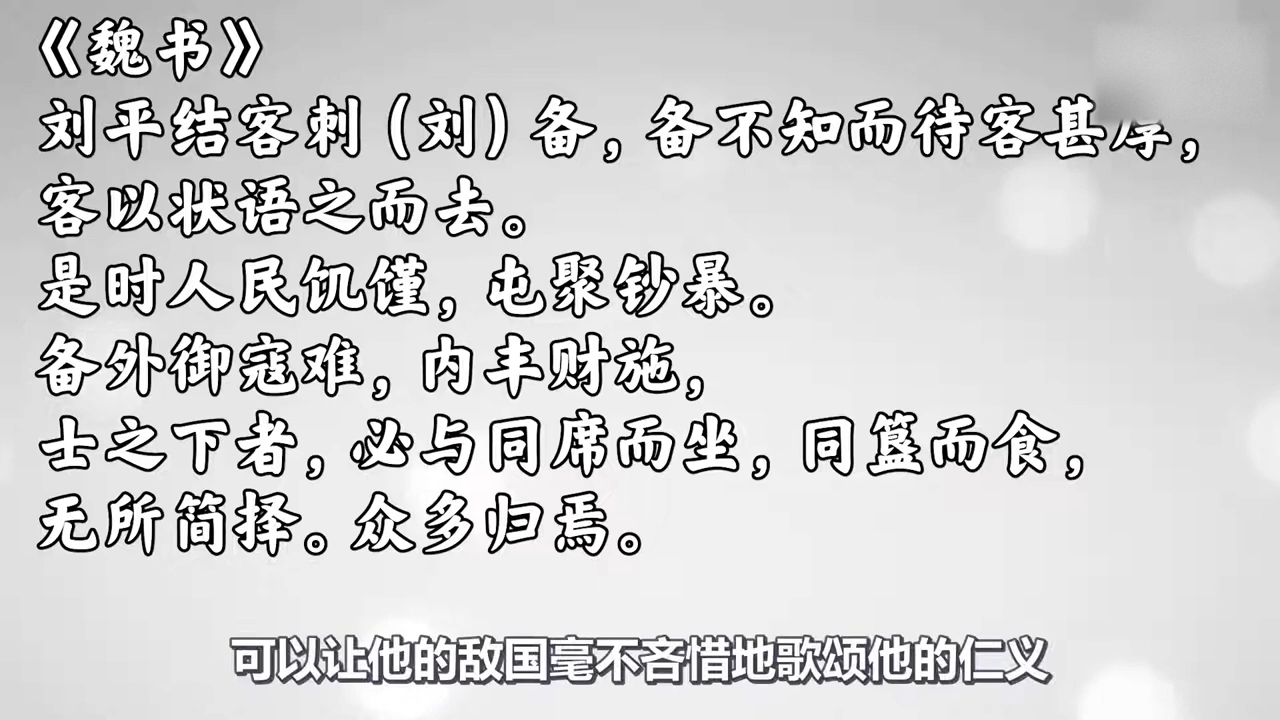 《魏书》
刘平结客刺（刘）备，备不知而待客甚厚，
客以状语之而去。
是时人民饥馑，屯聚钞暴。
备外御寇难，内丰财施，
士之下者，必与同席而坐，同簋而食，
无所简择。众多归焉。
可以让他的敌国毫不吝惜地歌颂他的仁义